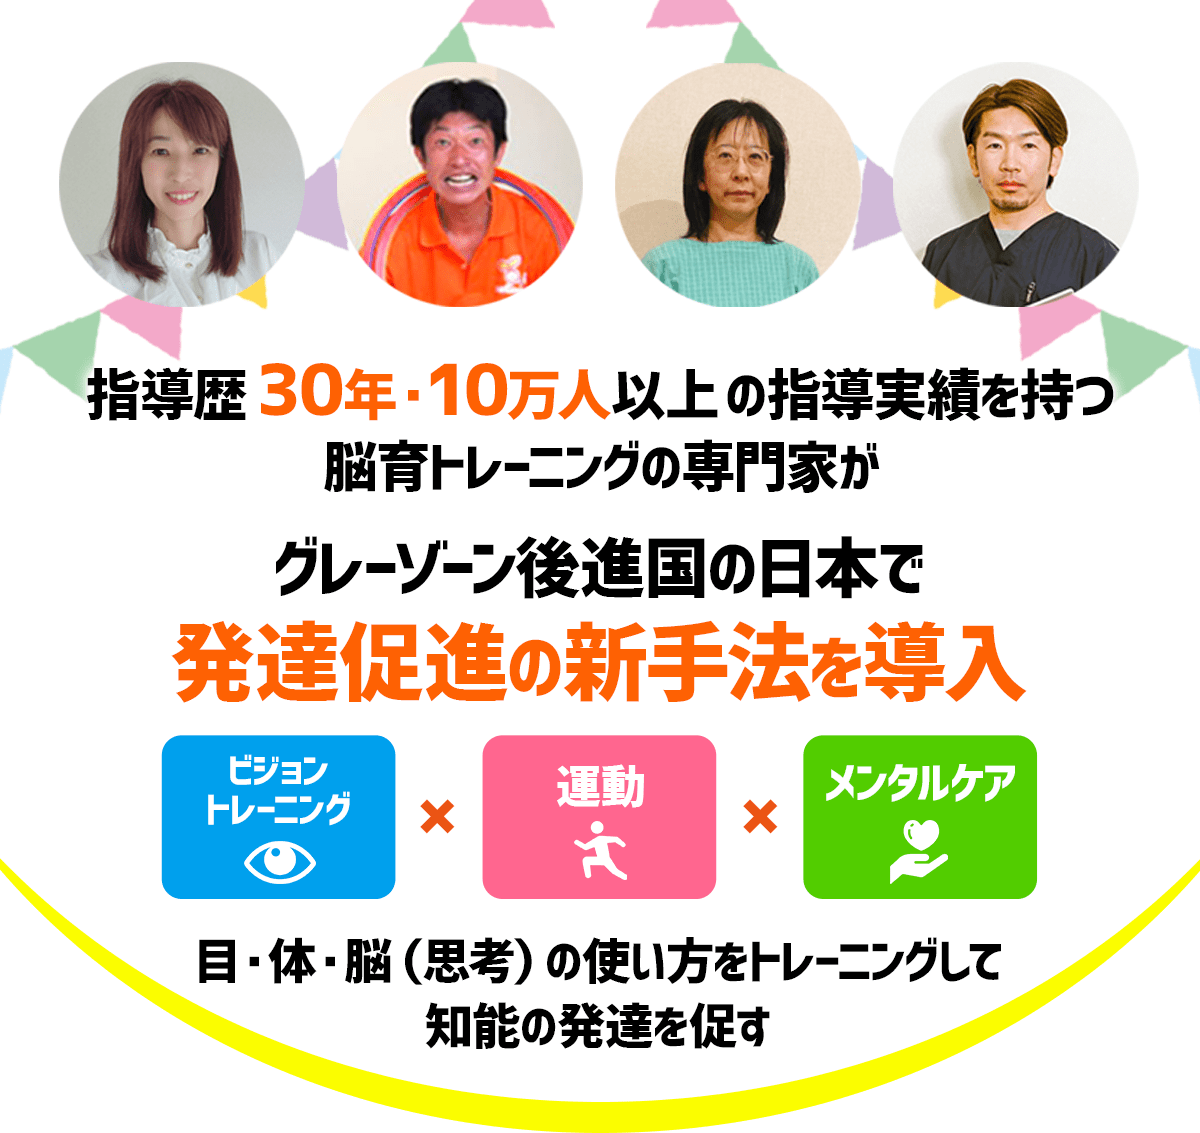 指導歴 30年・10万人以上の指導実績を持つ
脳育トレーニングの専門家が
グレーゾーン後進国の日本で
発達促進の新手法を導入
ビジョン
トレーニング
×
運動
×
メンタルケア
目・体・脳（思考）の使い方をトレーニングして
知能の発達を促す